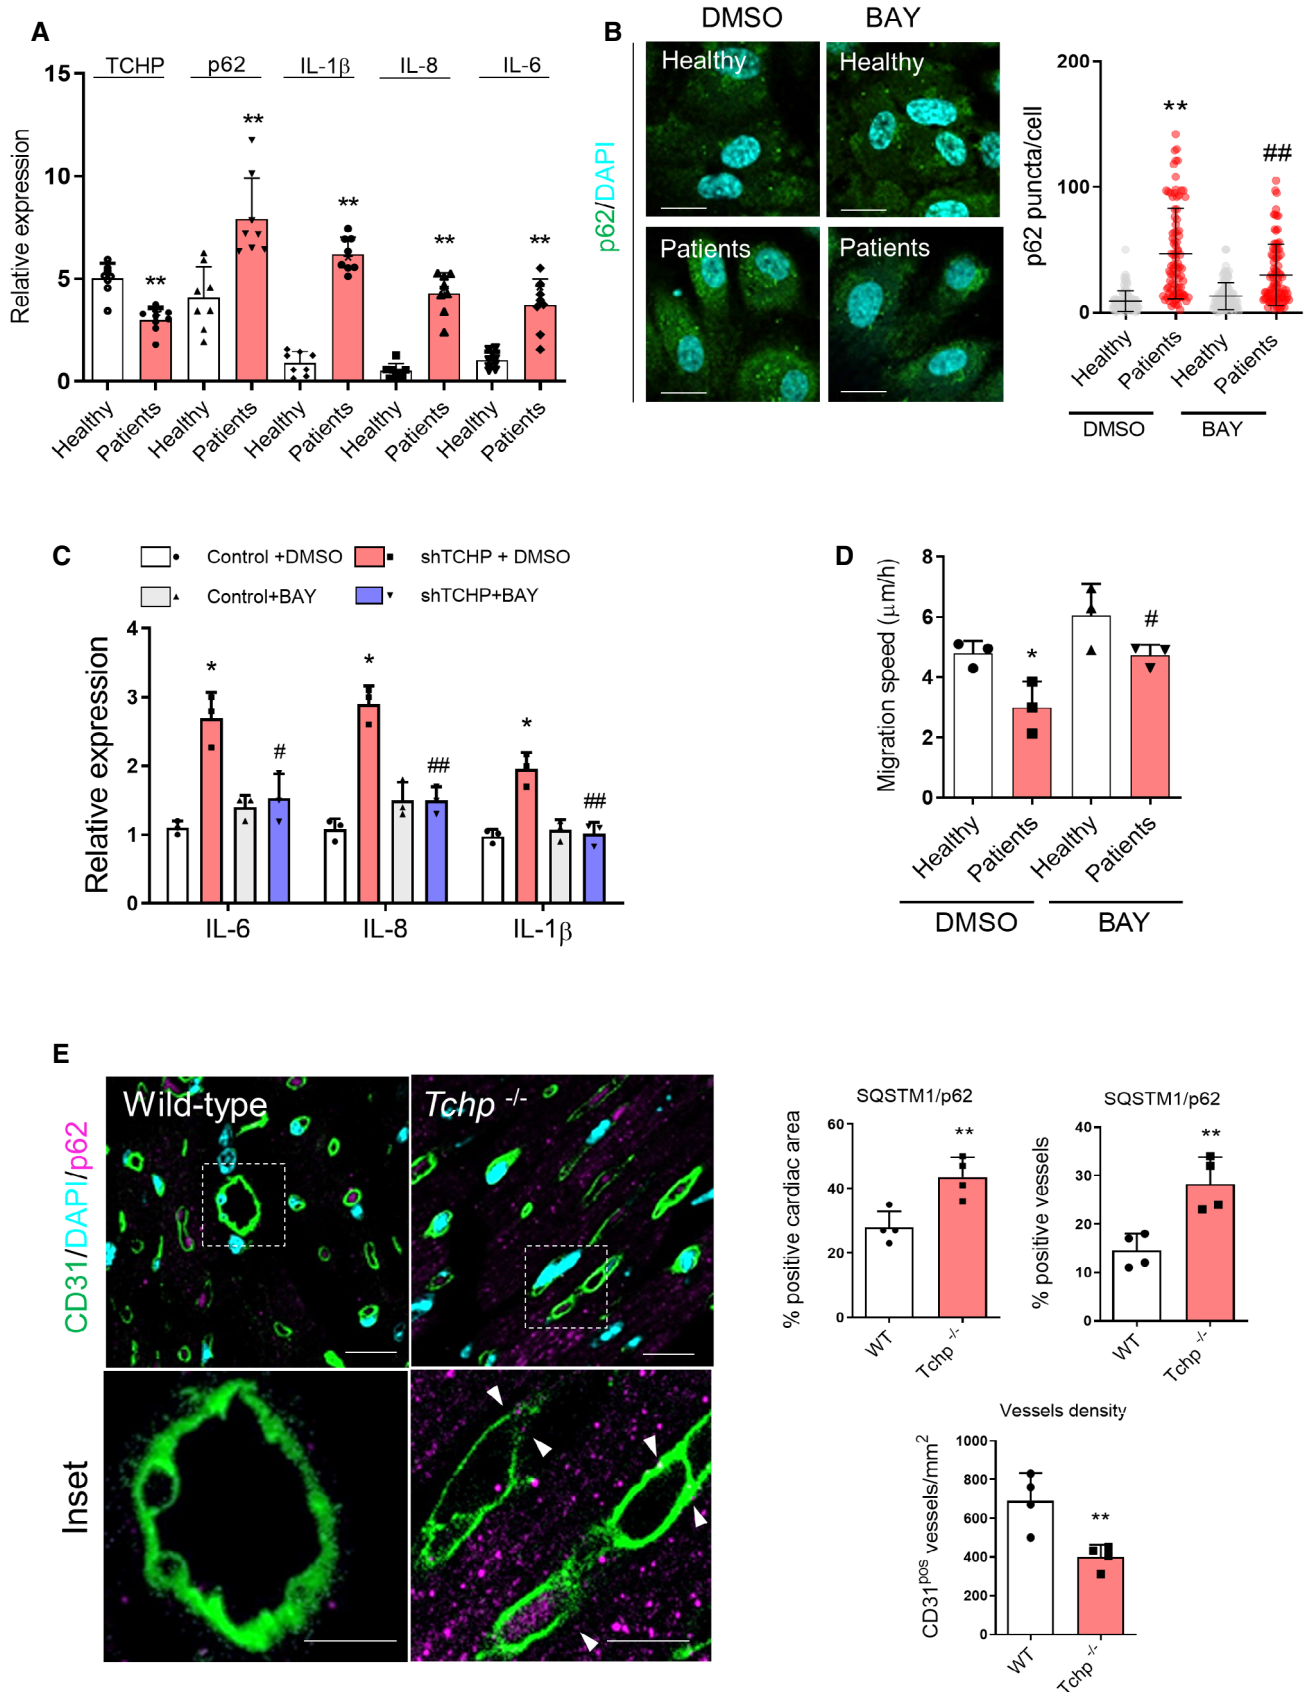 A
TCHP p62 IL-1β IL-8 IL-6
Relative expression
15
10
5
0
Healthy Patients Healthy Patients Healthy Patients Healthy Patients Healthy Patients
** ** ** ** **
B
DMSO BAY
p62/DAPI
Healthy Healthy
Patients Patients
p62 puncta/cell
200
100
0
** ##
Healthy Patients Heathy Patients
DMSO BAY
C
Control +DMSO shTCHP + DMSO
Control+BAY shTCHP+BAY
Relative expression
4
3
2
1
0
* # * ## * ##
IL-6 IL-8 IL-1β
D
Migration speed (μm/h)
8
6
4
2
0
* #
Healthy Patients Healthy Patients
DMSO BAY
E
CD31/DAPI/p62
Wild-type Tchp -/-
Inset
SQSTM1/p62
% positive cardiac area
60
40
20
0
**
WT Tchp -/-
SQSTM1/p62
% positive vessels
40
30
20
10
0
**
WT Tchp -/-
Vessels density
CD31pos vessels/mm2
1000
800
600
400
200
0
**
WT Tchp -/-